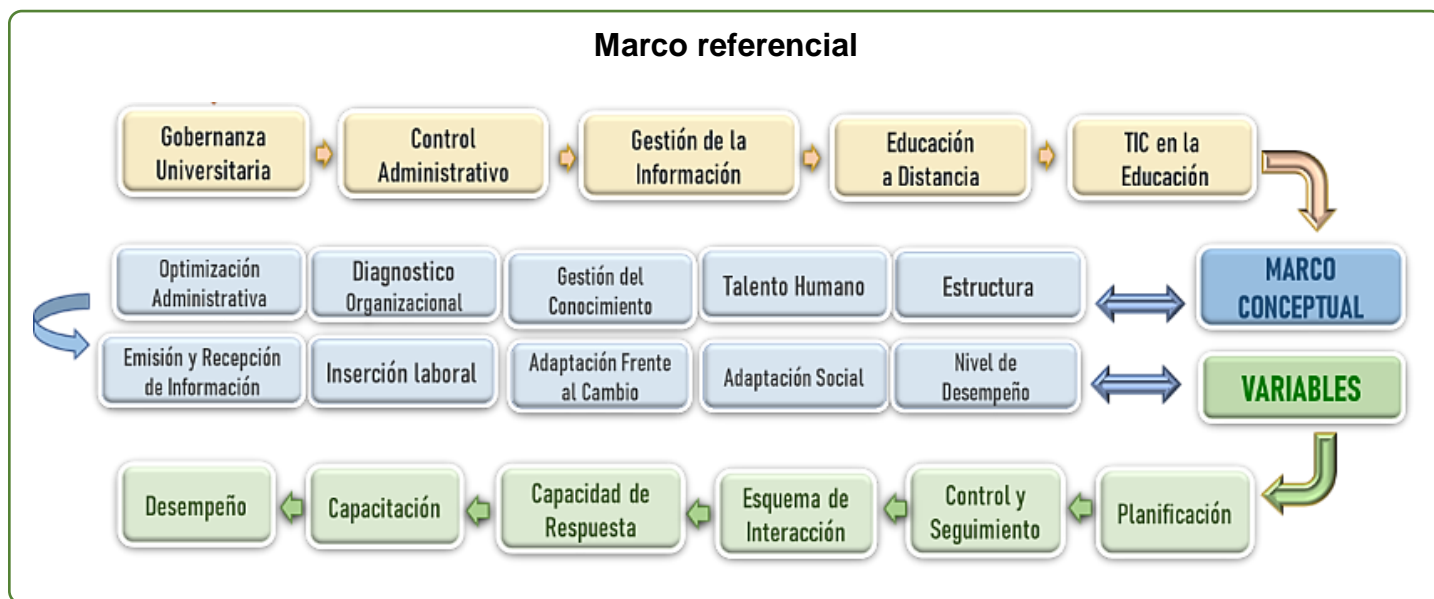 Marco referencial
Gobernanza
Universitaria
Control
Administrativo
Gestión de la
Información
Educación
a Distancia
TIC en la
Educación
Optimización
Administrativa
Diagnostico
Organizacional
Gestión del
Conocimiento
Talento Humano
Estructura
MARCO
CONCEPTUAL
Emisión y Recepción
de Información
Inserción laboral
Adaptación Frente
al Cambio
Adaptación Social
Nivel de
Desempeño
VARIABLES
Desempeño
Capacitación
Capacidad de
Respuesta
Esquema de
Interacción
Control y
Seguimiento
Planificación